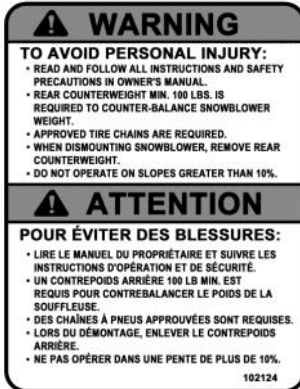 WARNING
TO AVOID PERSONAL INJURY:
• READ AND FOLLOW ALL INSTRUCTIONS AND SAFETY
PRECAUTIONS IN OWNER'S MANUAL.
• REAR COUNTERWEIGHT MIN. 100 LBS. IS
REQUIRED TO COUNTER-BALANCE SNOWBLOWER
WEIGHT.
• APPROVED TIRE CHAINS ARE REQUIRED.
• WHEN DISMOUNTING SNOWBLOWER, REMOVE REAR
COUNTERWEIGHT.
• DO NOT OPERATE ON SLOPES GREATER THAN 10%.
ATTENTION
POUR ÉVITER DES BLESSURES:
• LIRE LE MANUEL DU PROPRIÉTAIRE ET SUIVRE LES
INSTRUCTIONS D'OPÉRATION ET DE SÉCURITÉ.
• UN CONTREPOIDS ARRIÈRE 100 LB MIN. EST
REQUIS POUR CONTREBALANCER LE POIDS DE LA
SOUFFLEUSE.
• DES CHAÎNES À PNEUS APPROUVÉES SONT REQUISES.
• LORS DU DÉMONTAGE, ENLEVER LE CONTREPOIDS
ARRIÈRE.
• NE PAS OPÉRER DANS UNE PENTE DE PLUS DE 10%.
102124